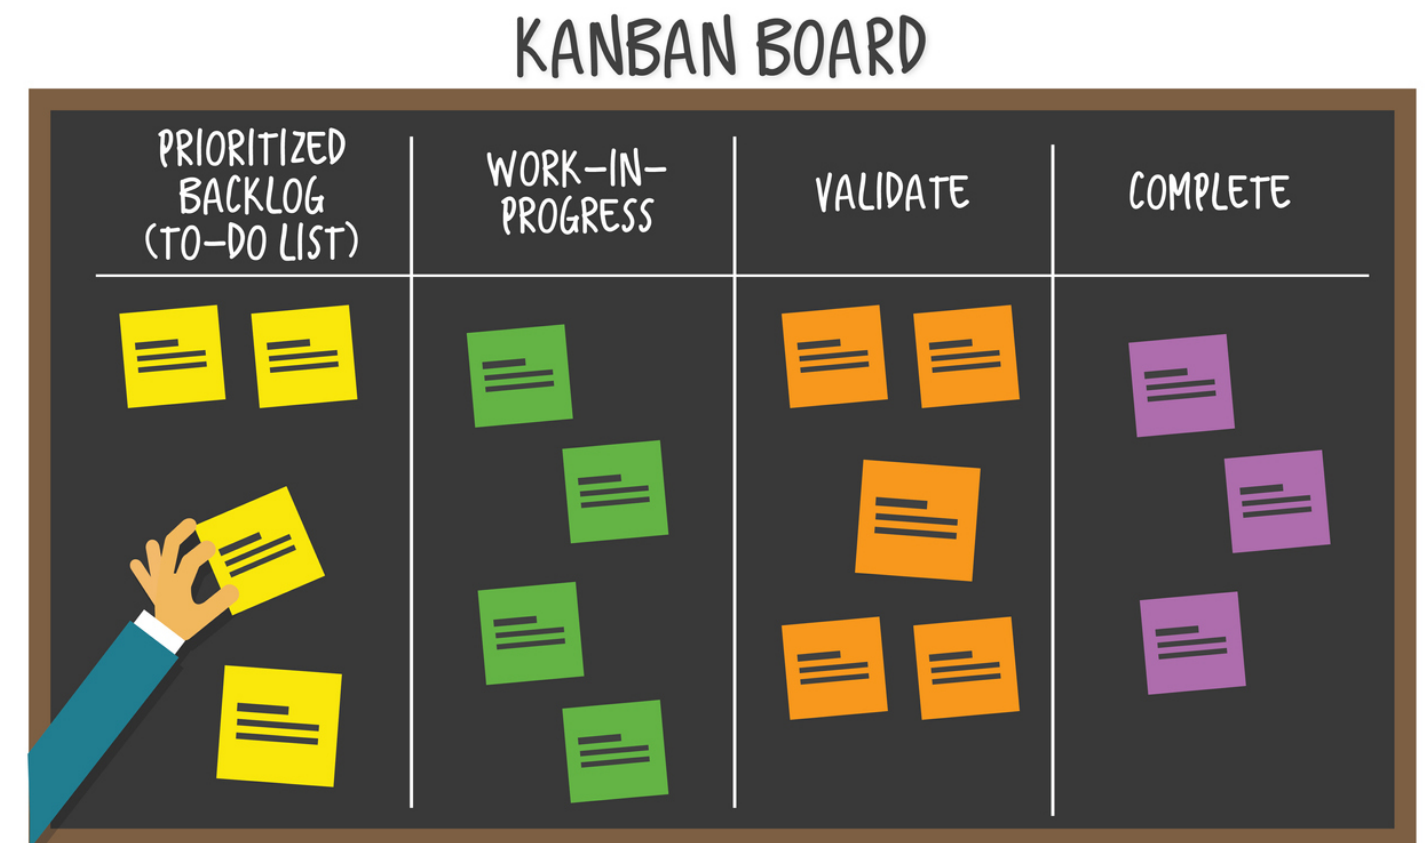 KANBAN BOARD
PRIORITIZED
BACKLOG
(TO-DO LIST)
WORK-IN-
PROGRESS
VALIDATE
COMPLETE